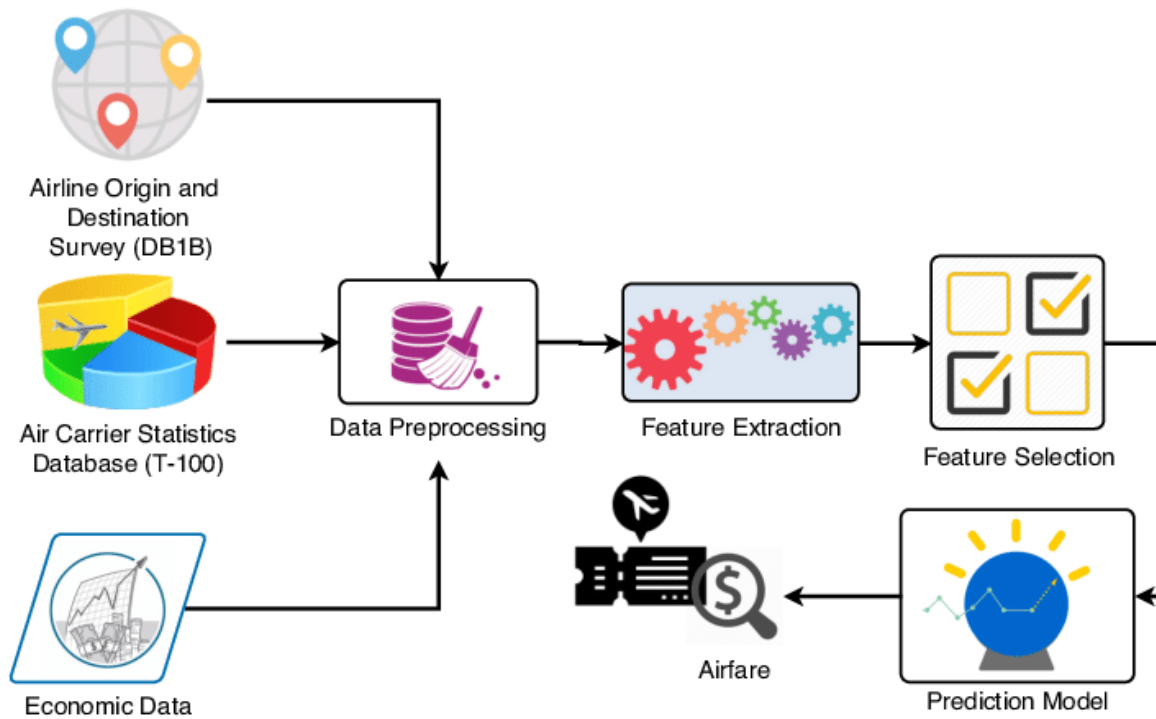 Airline Origin and
Destination
Survey (DB1B)
Air Carrier Statistics
Database (T-100)
Economic Data
Data Preprocessing
Feature Extraction
Feature Selection
Prediction Model
$
Airfare